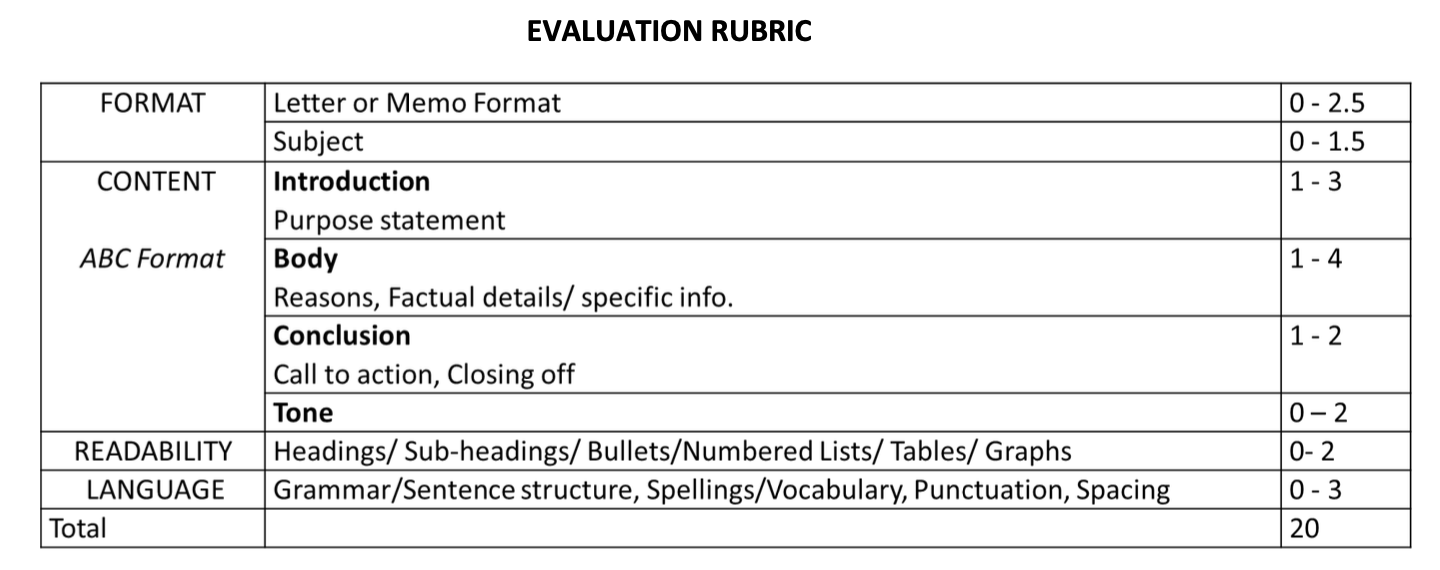 EVALUATION RUBRIC
FORMAT Letter or Memo Format 0 - 2.5
Subject 0 - 1.5
CONTENT Introduction 1 - 3
Purpose statement
ABC Format Body 1 - 4
Reasons, Factual details/ specific info.
Conclusion 1 - 2
Call to action, Closing off
Tone 0 – 2
READABILITY Headings/ Sub-headings/ Bullets/Numbered Lists/ Tables/ Graphs 0- 2
LANGUAGE Grammar/Sentence structure, Spellings/Vocabulary, Punctuation, Spacing 0 - 3
Total 20